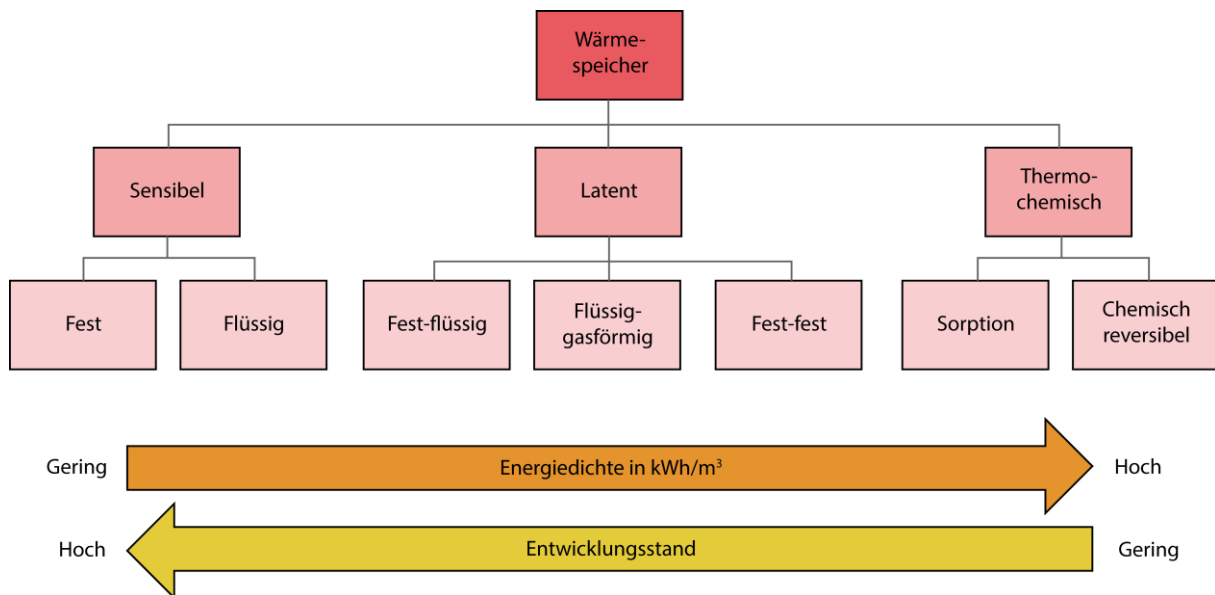 Wärme-
speicher
Sensibel
Latent
Thermo-
chemisch
Fest
Flüssig
Fest-flüssig
Flüssig-
gasförmig
Fest-fest
Sorption
Chemisch
reversibel
Gering
Energiedichte in kWh/m³
Hoch
Hoch
Entwicklungsstand
Gering